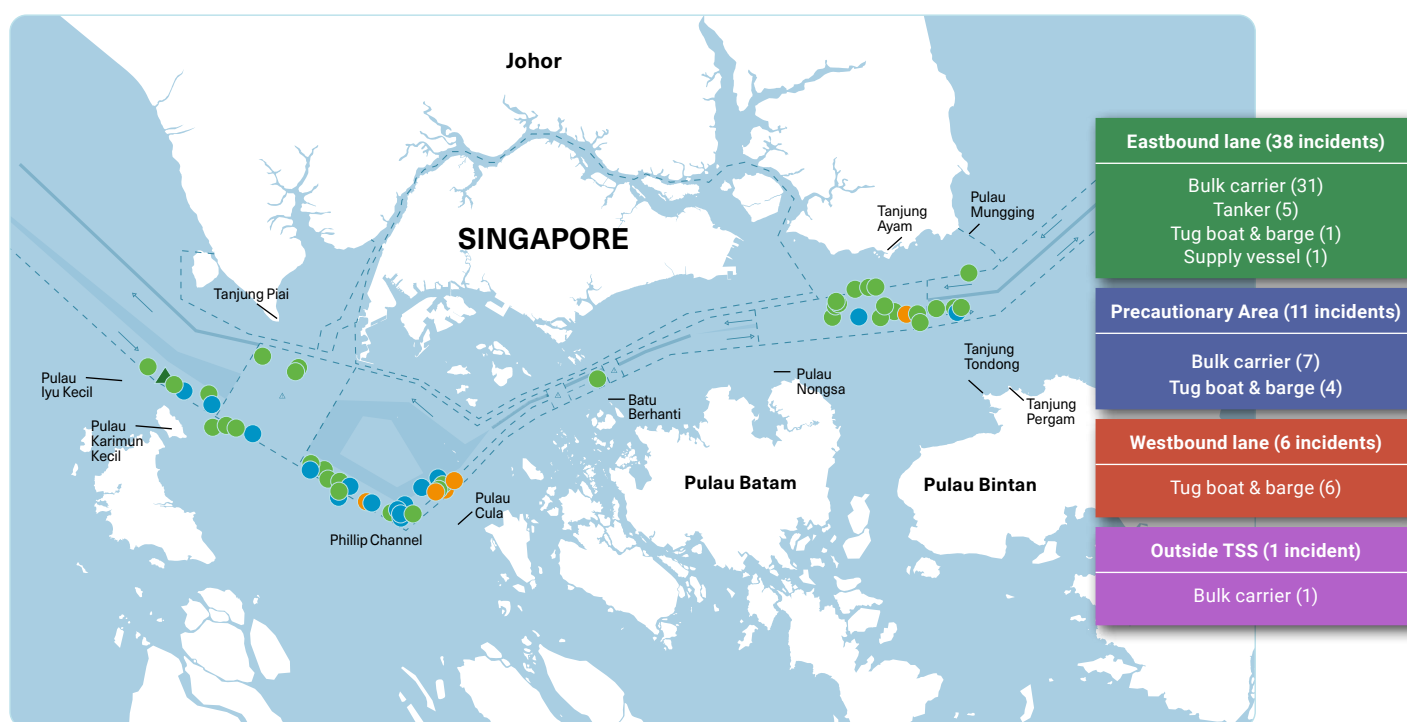 Johor
SINGAPORE
Tanjung
Ayam
Pulau
Mungging
Tanjung Piai
Pulau
Iyu Kecil
Pulau
Karimun
Kecil
Batu
Berhanti
Pulau
Nongsa
Tanjung
Tondong
Tanjung
Pergam
Pulau Batam
Pulau Bintan
Pulau
Cula
Phillip Channel
Eastbound lane (38 incidents)
Bulk carrier (31)
Tanker (5)
Tug boat & barge (1)
Supply vessel (1)
Precautionary Area (11 incidents)
Bulk carrier (7)
Tug boat & barge (4)
Westbound lane (6 incidents)
Tug boat & barge (6)
Outside TSS (1 incident)
Bulk carrier (1)